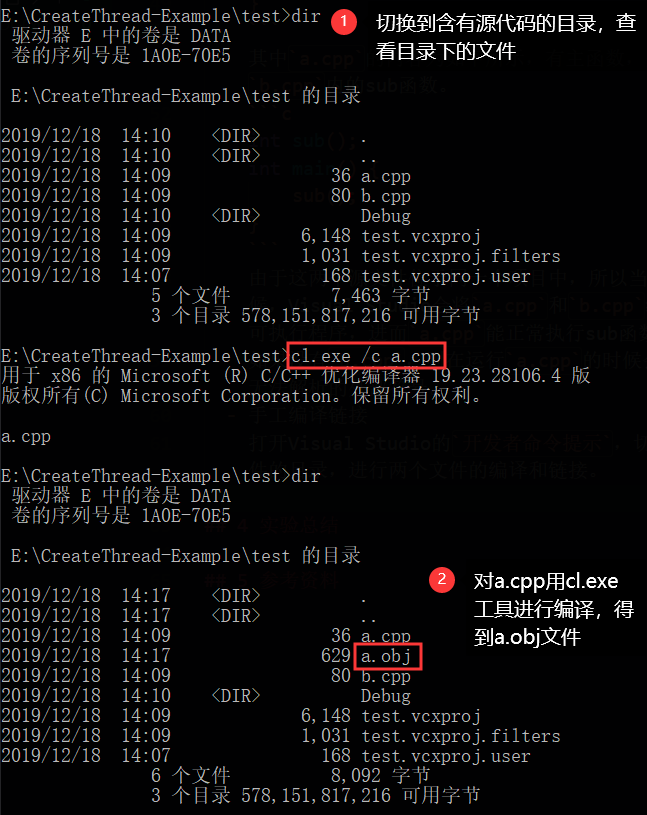 E:\CreateThread-Example\test>dir
驱动器 E 中的卷是 DATA
卷的序列号是 1A0E-70E5
1 切换到含有源代码的目录，查
看目录下的文件
E:\CreateThread-Example\test 的目录
2019/12/18 14:10 <DIR> .
2019/12/18 14:10 <DIR> ..
2019/12/18 14:09 36 a.cpp
2019/12/18 14:09 80 b.cpp
2019/12/18 14:10 <DIR> Debug
2019/12/18 14:09 6,148 test.vcxproj
2019/12/18 14:09 1,031 test.vcxproj.filters
2019/12/18 14:07 168 test.vcxproj.user
5 个文件 7,463 字节
3 个目录 578,151,817,216 可用字节
E:\CreateThread-Example\test>cl.exe /c a.cpp
用于 x86 的 Microsoft (R) C/C++ 优化编译器 19.23.28106.4 版
版权所有(C) Microsoft Corporation。保留所有权利。
a.cpp
E:\CreateThread-Example\test>dir
驱动器 E 中的卷是 DATA
卷的序列号是 1A0E-70E5
E:\CreateThread-Example\test 的目录
2 对a.cpp用cl.exe
工具进行编译，得
到a.obj文件
2019/12/18 14:17 <DIR> .
2019/12/18 14:17 <DIR> ..
2019/12/18 14:09 36 a.cpp
2019/12/18 14:17 629 a.obj
2019/12/18 14:09 80 b.cpp
2019/12/18 14:10 <DIR> Debug
2019/12/18 14:09 6,148 test.vcxproj
2019/12/18 14:09 1,031 test.vcxproj.filters
2019/12/18 14:07 168 test.vcxproj.user
6 个文件 8,092 字节
3 个目录 578,151,817,216 可用字节